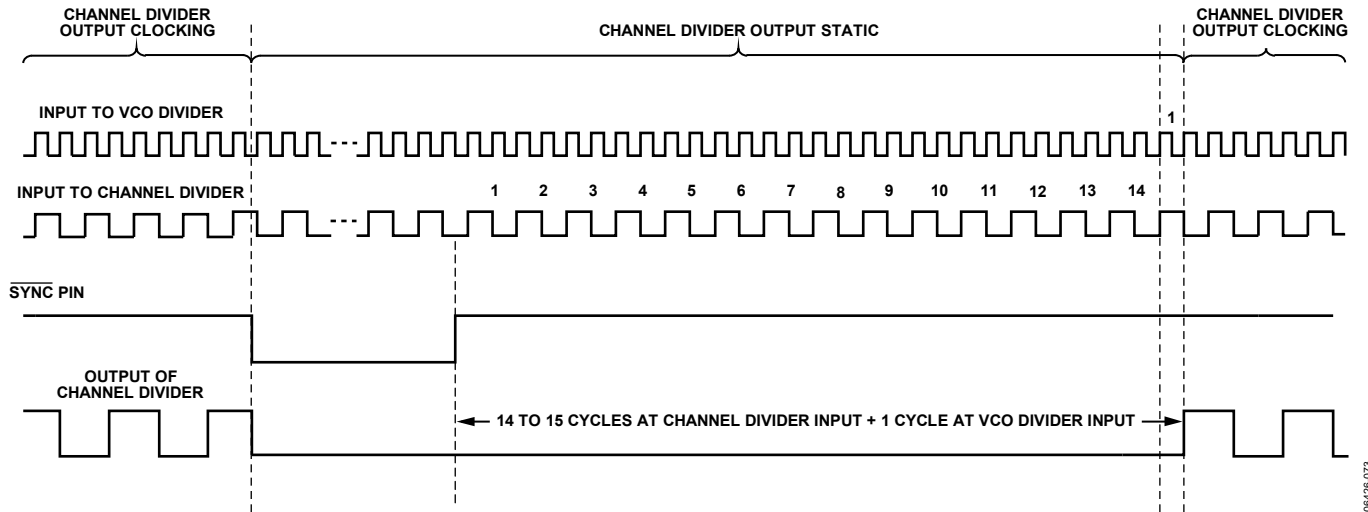 CHANNEL DIVIDER
OUTPUT CLOCKING
CHANNEL DIVIDER OUTPUT STATIC
CHANNEL DIVIDER
OUTPUT CLOCKING
INPUT TO VCO DIVIDER
1
INPUT TO CHANNEL DIVIDER
1 2 3 4 5 6 7 8 9 10 11 12 13 14
SYNC PIN
OUTPUT OF
CHANNEL DIVIDER
14 TO 15 CYCLES AT CHANNEL DIVIDER INPUT + 1 CYCLE AT VCO DIVIDER INPUT
06426-073